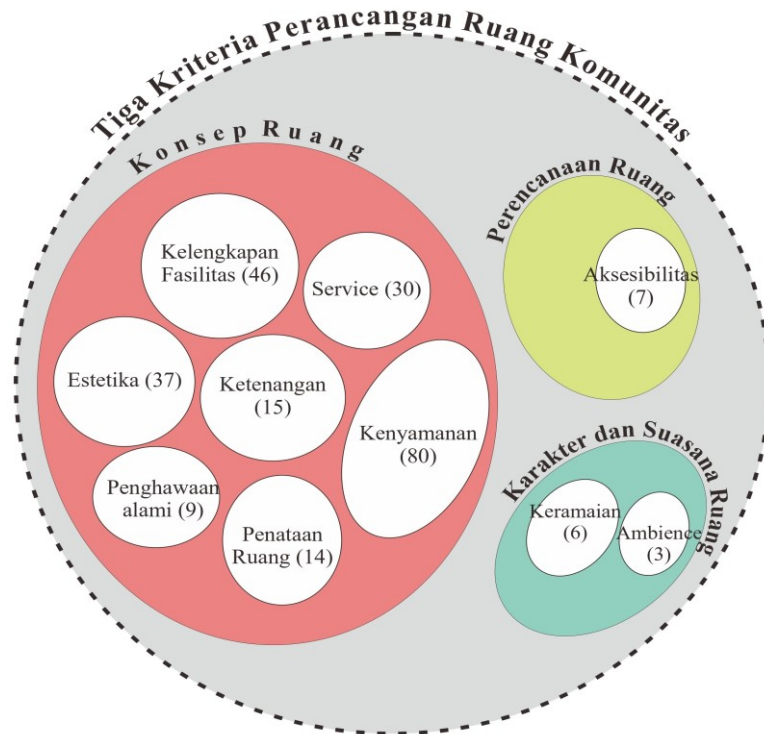 Tiga Kriteria Perancangan Ruang Komunitas
Konsep Ruang
Kelengkapan
Fasilitas (46)
Service (30)
Estetika (37)
Ketenangan
(15)
Kenyamanan
(80)
Penghawaan
alami (9)
Penataan
Ruang (14)
Perencanaan Ruang
Aksesibilitas
(7)
Karakter dan Suasana Ruang
Keramaian
(6)
Ambience
(3)